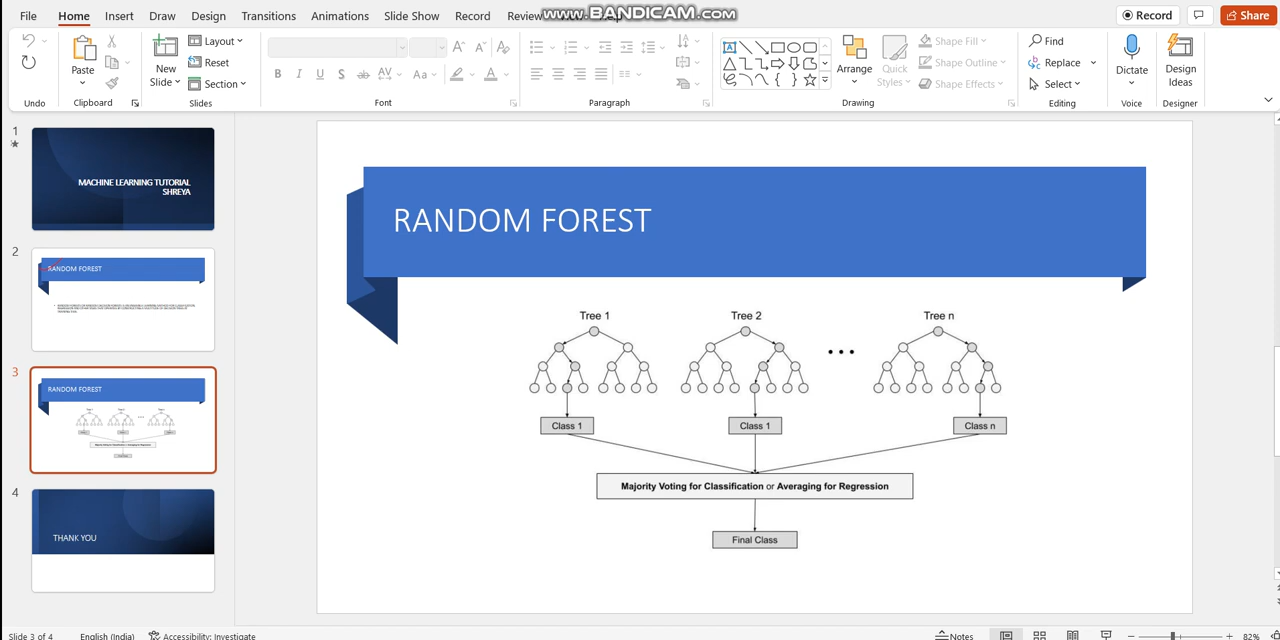 File Home Insert Draw Design Transitions Animations Slide Show Record Review Help
WWW.BANDICAM.COM
Record Share
Paste
New
Slide
Layout
Reset
Section
Arrange
Quick
Styles
Shape Fill
Shape Outline
Shape Effects
Find
Replace
Select
Dictate
Design
Ideas
Undo Clipboard Slides Font Paragraph Drawing Editing Voice Designer
1
MACHINE LEARNING TUTORIAL
SHREYA
2
RANDOM FOREST
3
RANDOM FOREST
4
THANK YOU
RANDOM FOREST
Tree 1 Tree 2 Tree n
Class 1 Class 1 Class n
Majority Voting for Classification or Averaging for Regression
Final Class
Slide 3 of 4 English (India) Accessibility: Investigate Notes 82%